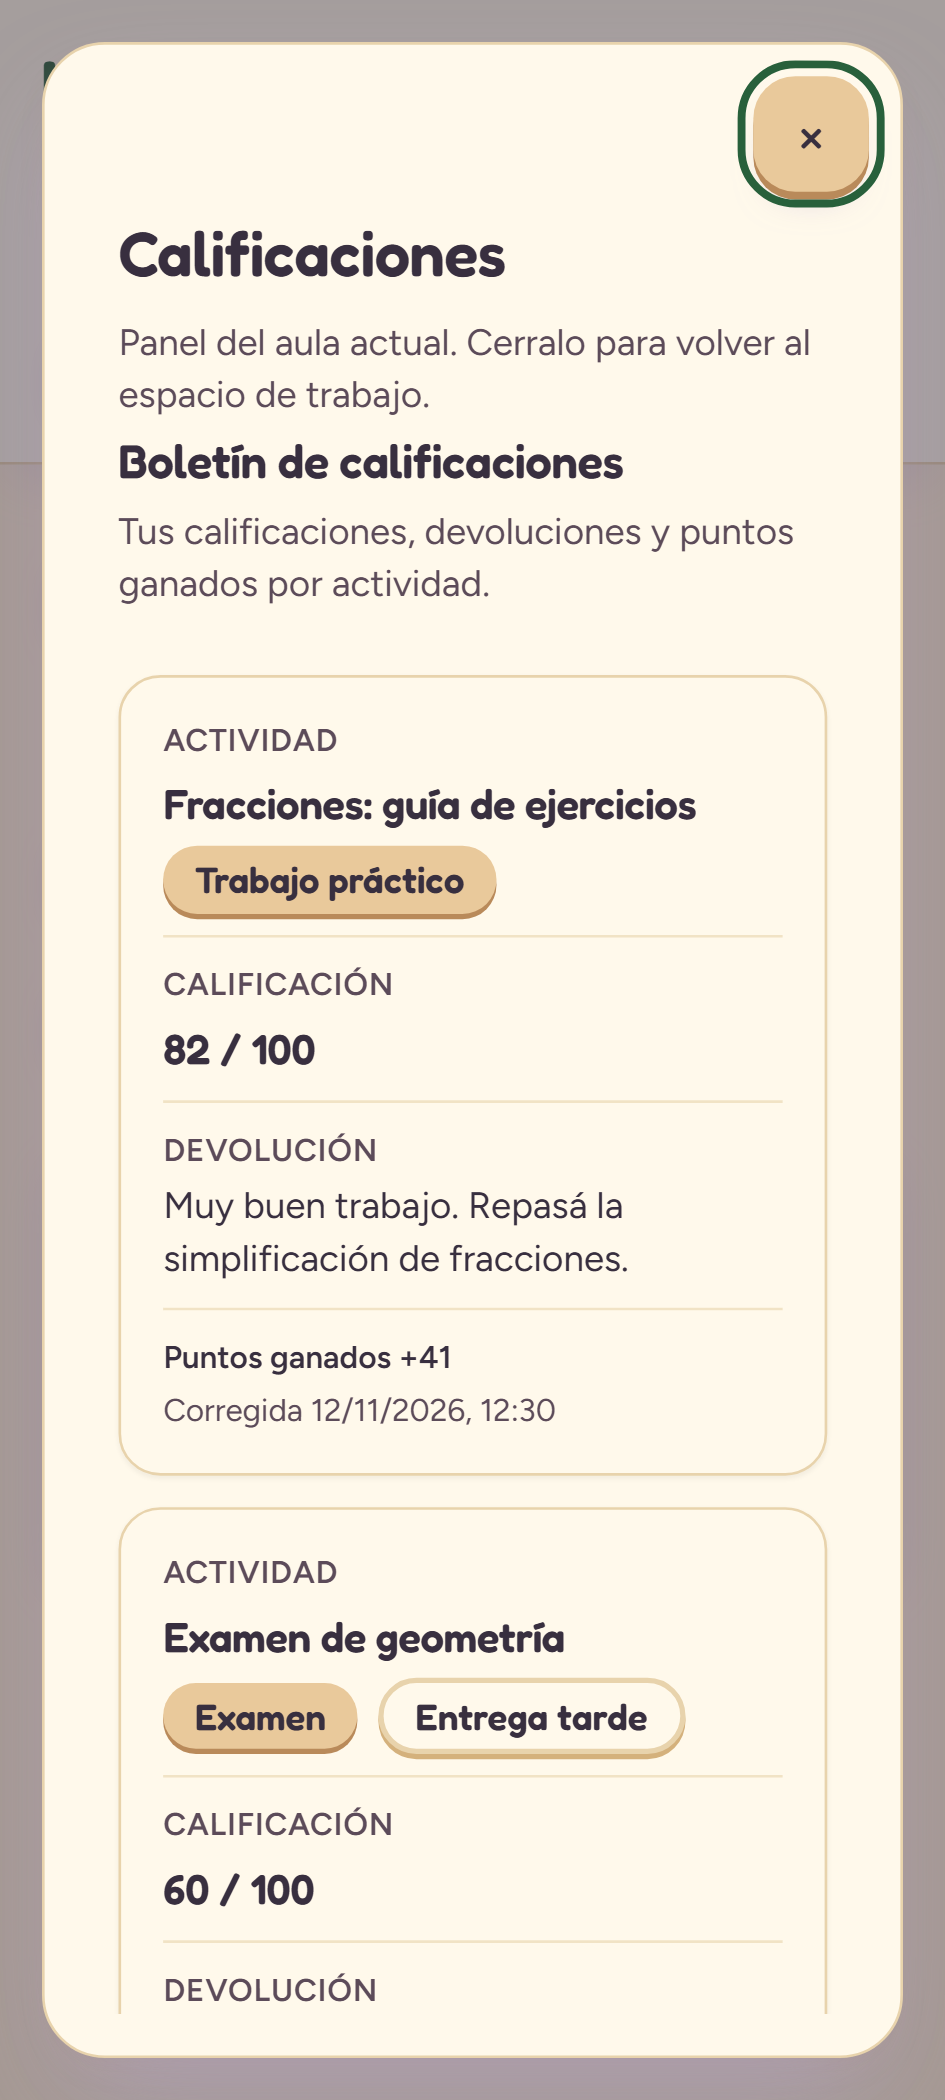 ×
Calificaciones
Panel del aula actual. Cerralo para volver al
espacio de trabajo.
Boletín de calificaciones
Tus calificaciones, devoluciones y puntos
ganados por actividad.
ACTIVIDAD
Fracciones: guía de ejercicios
Trabajo práctico
CALIFICACIÓN
82 / 100
DEVOLUCIÓN
Muy buen trabajo. Repasá la
simplificación de fracciones.
Puntos ganados +41
Corregida 12/11/2026, 12:30
ACTIVIDAD
Examen de geometría
Examen Entrega tarde
CALIFICACIÓN
60 / 100
DEVOLUCIÓN